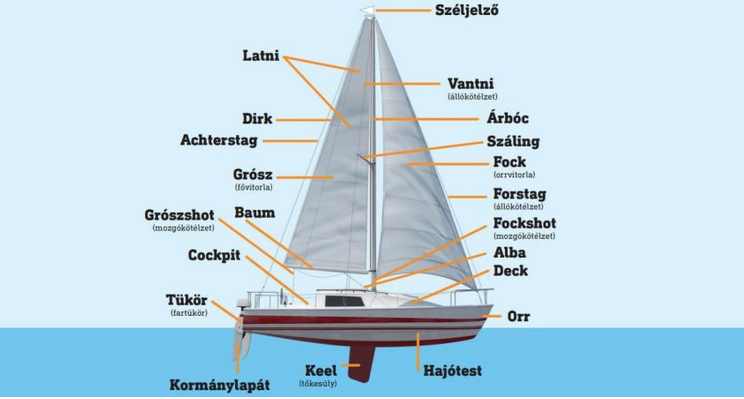 Széljelző
Latni
Vantni
(állókötélzet)
Dirk
Árbóc
Achterstag
Száling
Grósz
(fővitorla)
Fock
(orrvitorla)
Forstag
(állókötélzet)
Grószshot
(mozgókötélzet)
Baum
Fockshot
(mozgókötélzet)
Cockpit
Alba
Deck
Tükör
(fartükör)
Orr
Keel
(tőkesúly)
Hajótest
Kormánylapát